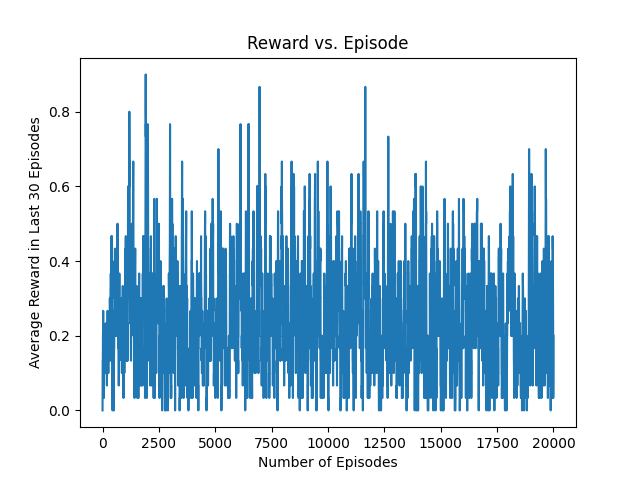 Reward vs. Episode
Average Reward in Last 30 Episodes
0.8
0.6
0.4
0.2
0.0
0 2500 5000 7500 10000 12500 15000 17500 20000
Number of Episodes